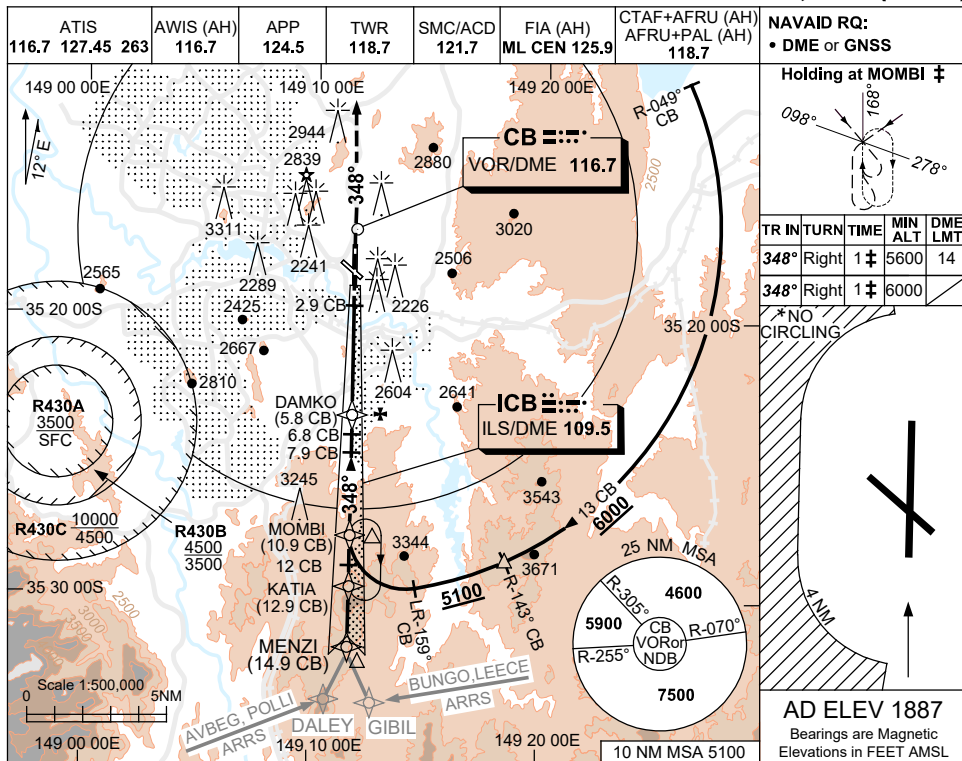 ATIS
116.7 127.45 263
AWIS (AH)
116.7
APP
124.5
TWR
118.7
SMC/ACD
121.7
FIA (AH)
ML CEN 125.9
CTAF+AFRU (AH)
AFRU+PAL (AH)
118.7
NAVAID RQ:
• DME or GNSS
Holding at MOMBI ‡
168°
098°
278°
TR IN TURN TIME MIN ALT DME LMT
348° Right 1 ‡ 5600 14
348° Right 1 ‡ 6000
*NO
CIRCLING
4 NM
AD ELEV 1887
Bearings are Magnetic
Elevations in FEET AMSL
149 00 00E
149 10 00E
149 20 00E
12° E
2944
2839
348°
CB
VOR/DME 116.7
2880
R-049°
CB
2500
3311
2241
3020
2289
2506
2565
2425
2.9 CB
2226
35 20 00S
35 20 00S
2667
2810
2604
2641
R430A
3500
SFC
DAMKO
(5.8 CB)
ICB
ILS/DME 109.5
6.8 CB
7.9 CB
3245
348°
3543
13 CB
6000
R430C
10000
4500
R430B
4500
3500
MOMBI
(10.9 CB)
12 CB
KATIA
(12.9 CB)
3344
3671
5100
R-143° CB
LR-159°
CB
35 30 00S
2500
3000
3500
MENZI
(14.9 CB)
25 NM MSA
R-305°
4600
5900
CB
VORor
NDB
R-070°
R-255°
7500
Scale 1:500,000
0
5NM
AVBEG, POLLI
ARRS
DALEY
GIBIL
BUNGO,LEECE
ARRS
149 00 00E
149 10 00E
149 20 00E
10 NM MSA 5100